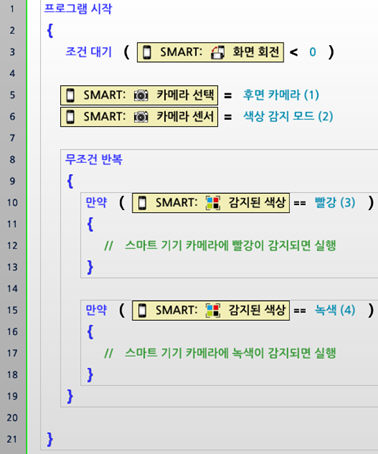 1 프로그램 시작
2 {
3 조건 대기 ( SMART: 화면 회전 < 0 )
4
5 SMART: 카메라 선택 = 후면 카메라 (1)
6 SMART: 카메라 센서 = 색상 감지 모드 (2)
7
8 무조건 반복
9 {
10 만약 ( SMART: 감지된 색상 == 빨강 (3) )
11 {
12 // 스마트 기기 카메라에 빨강이 감지되면 실행
13 }
14
15 만약 ( SMART: 감지된 색상 == 녹색 (4) )
16 {
17 // 스마트 기기 카메라에 녹색이 감지되면 실행
18 }
19 }
20
21 }